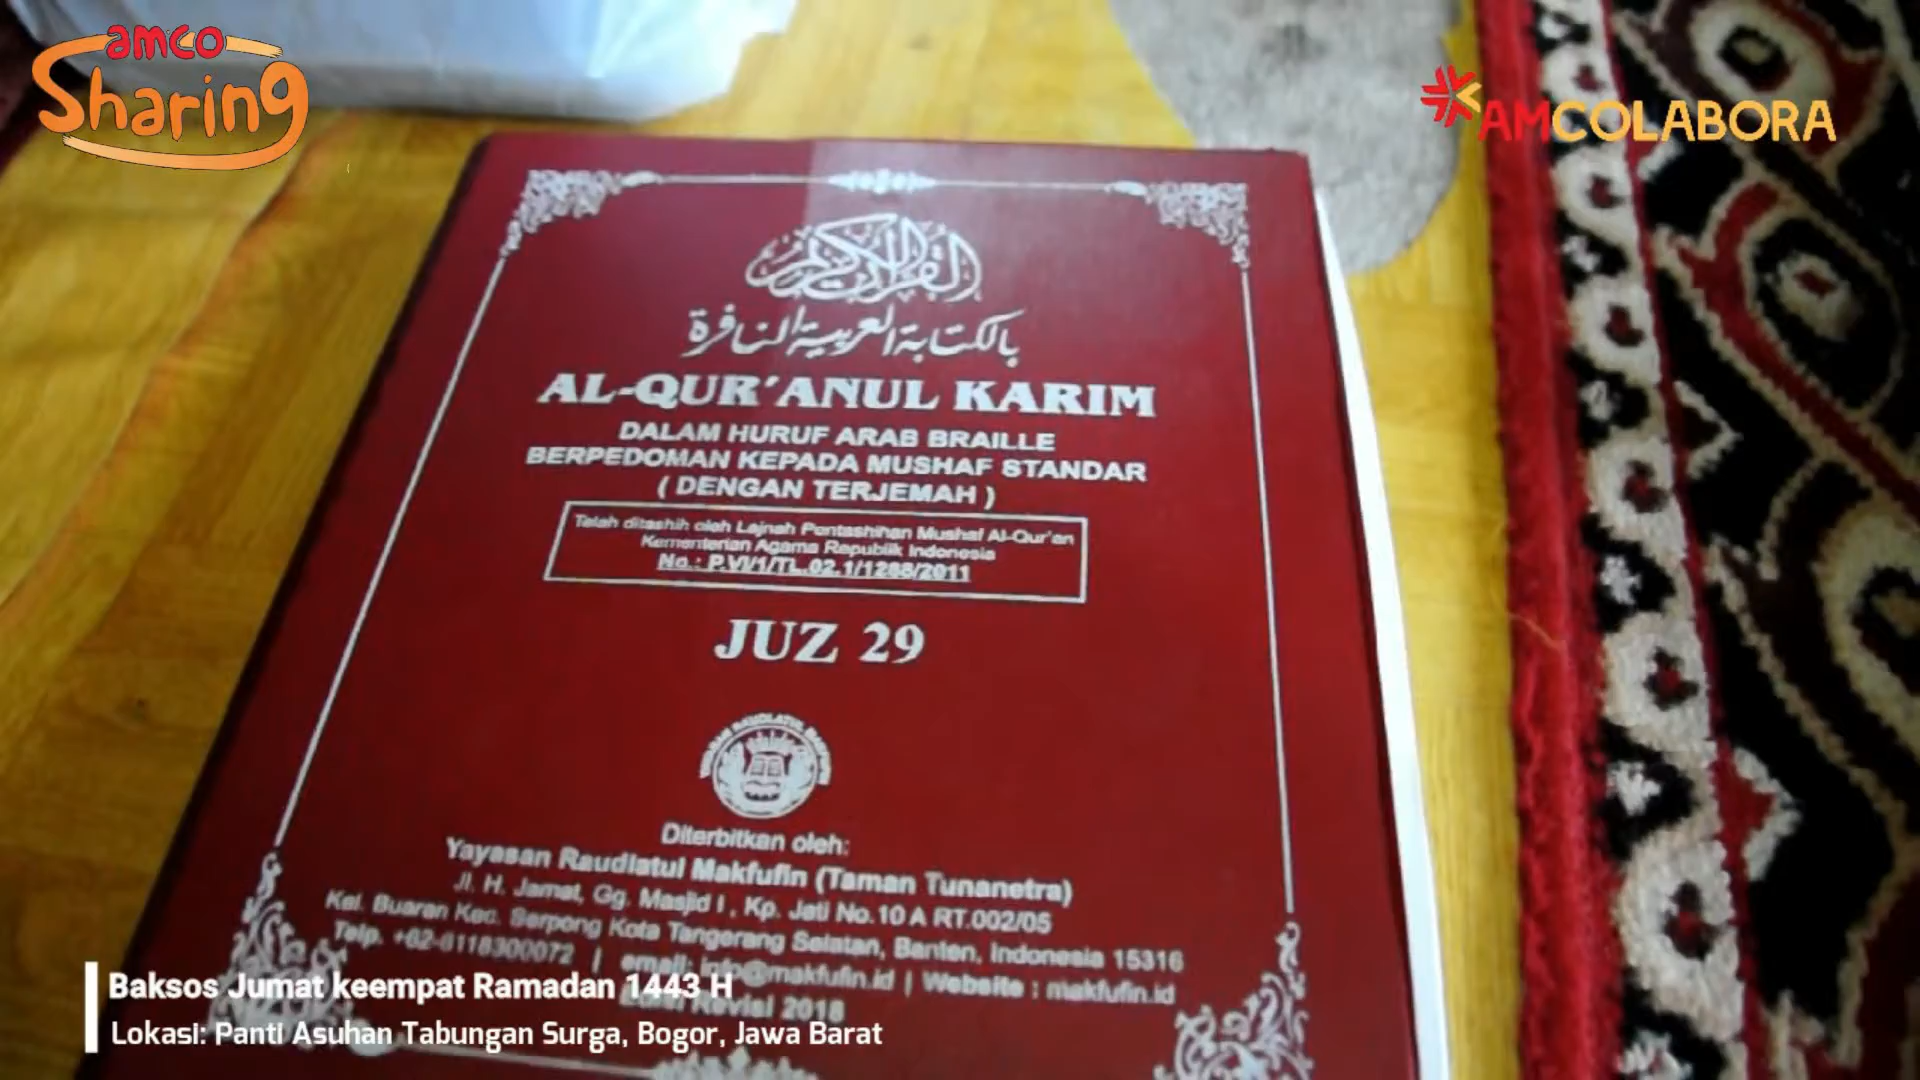 amco
Sharing
AMCOLABORA
القرآن الكريم
بالكتابة العربية النافرة
AL-QUR'ANUL KARIM
DALAM HURUF ARAB BRAILLE
BERPEDOMAN KEPADA MUSHAF STANDAR
( DENGAN TERJEMAH )
Telah ditashih oleh Lajnah Pentashihan Mushaf Al-Qur'an
Kementerian Agama Republik Indonesia
No.: P.VI/1/TL.02.1/1288/2011
JUZ 29
Diterbitkan oleh:
Yayasan Raudlatul Makfufin (Taman Tunanetra)
Jl. H. Jamat, Gg. Masjid I, Kp. Jati No.10 A RT.002/05
Kel. Buaran Kec. Serpong Kota Tangerang Selatan, Banten, Indonesia 15316
Telp. +62-8118300072 | email: info@makfufin.id | Website : makfufin.id
Revisi 2018
Baksos Jumat keempat Ramadan 1443 H
Lokasi: Panti Asuhan Tabungan Surga, Bogor, Jawa Barat